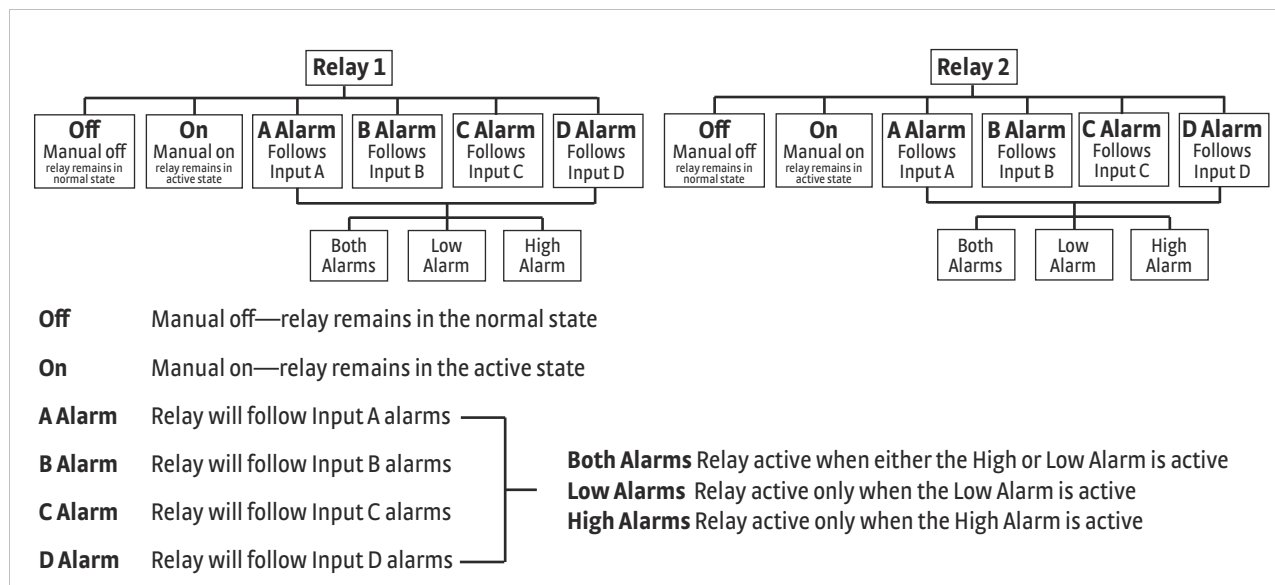 Relay 1
Off
Manual off
relay remains in
normal state
On
Manual on
relay remains in
active state
A Alarm
Follows
Input A
B Alarm
Follows
Input B
C Alarm
Follows
Input C
D Alarm
Follows
Input D
Both
Alarms
Low
Alarm
High
Alarm
Relay 2
Off
Manual off
relay remains in
normal state
On
Manual on
relay remains in
active state
A Alarm
Follows
Input A
B Alarm
Follows
Input B
C Alarm
Follows
Input C
D Alarm
Follows
Input D
Both
Alarms
Low
Alarm
High
Alarm
Off Manual off—relay remains in the normal state
On Manual on—relay remains in the active state
A Alarm Relay will follow Input A alarms
B Alarm Relay will follow Input B alarms
C Alarm Relay will follow Input C alarms
D Alarm Relay will follow Input D alarms
Both Alarms Relay active when either the High or Low Alarm is active
Low Alarms Relay active only when the Low Alarm is active
High Alarms Relay active only when the High Alarm is active